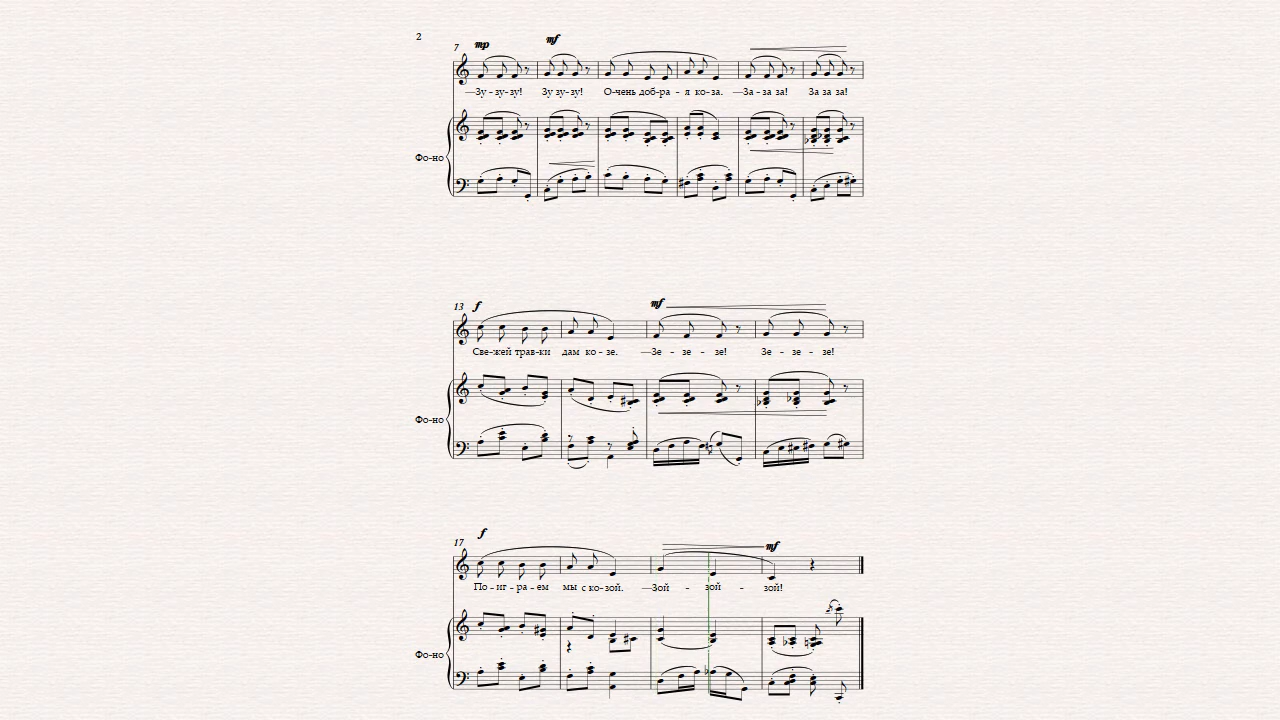 2
7 mp mf
—Зу-зу-зу! Зу зу-зу! О-чень доб-ра-я ко-за. —За-за за! За за за!
Фо-но
13 f mf
Све-жей трав-ки дам ко-зе. —Зе-зе-зе! Зе-зе-зе!
Фо-но
17 f mf
По-иг-ра-ем мы с ко-зой. —Зой-зой-зой!
Фо-но